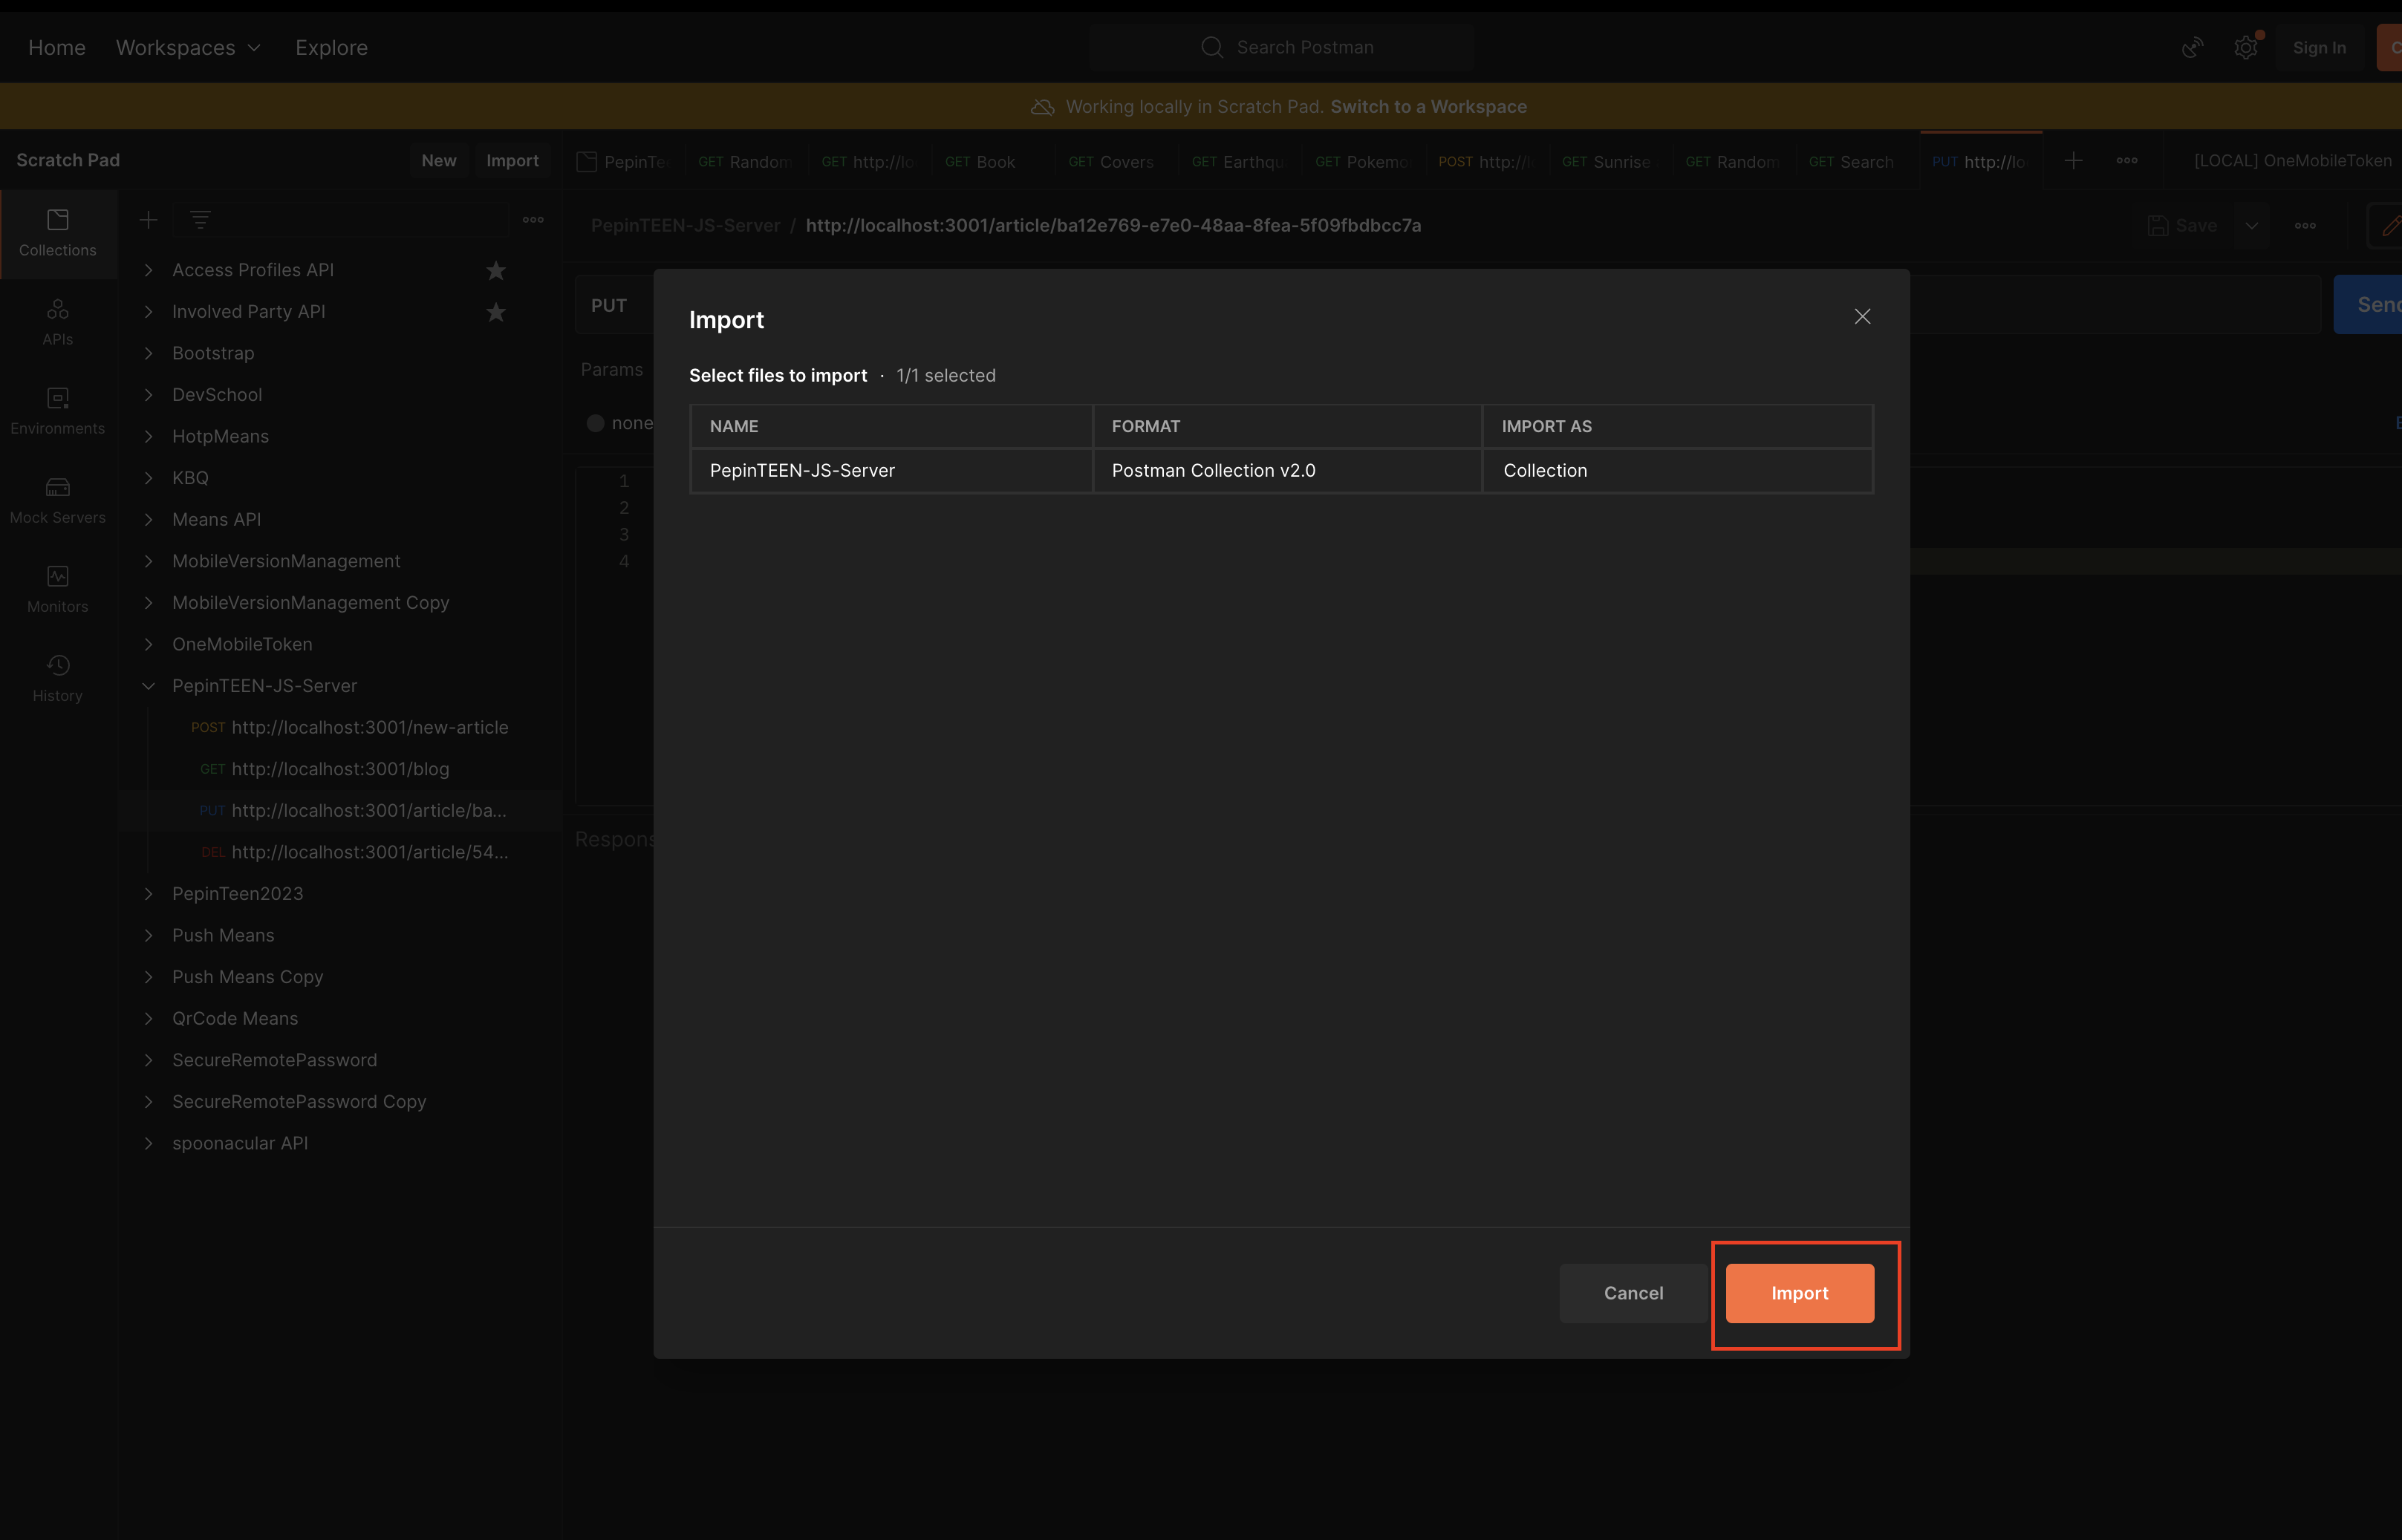 Home Workspaces Explore
Search Postman
Sign In
Working locally in Scratch Pad. Switch to a Workspace
Scratch Pad
New
Import
PepinTe
GET Random
GET http://lo
GET Book
GET Covers
GET Earthqu
GET Pokemo
POST http://l
GET Sunrise
GET Random
GET Search
PUT http://lo
[LOCAL] OneMobileToken
Collections
APIs
Environments
Mock Servers
Monitors
History
Access Profiles API
Involved Party API
Bootstrap
DevSchool
HotpMeans
KBQ
Means API
MobileVersionManagement
MobileVersionManagement Copy
OneMobileToken
PepinTEEN-JS-Server
POST http://localhost:3001/new-article
GET http://localhost:3001/blog
PUT http://localhost:3001/article/ba...
DEL http://localhost:3001/article/54...
PepinTeen2023
Push Means
Push Means Copy
QrCode Means
SecureRemotePassword
SecureRemotePassword Copy
spoonacular API
PepinTEEN-JS-Server / http://localhost:3001/article/ba12e769-e7e0-48aa-8fea-5f09fbdbcc7a
Save
PUT
Send
Params
none
1
2
3
4
Respons
Import
Select files to import · 1/1 selected
NAME FORMAT IMPORT AS
PepinTEEN-JS-Server Postman Collection v2.0 Collection
Cancel
Import